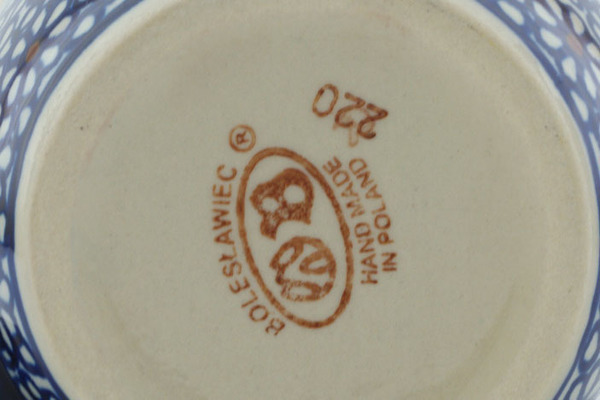 BOLESŁAWIEC ®
HAND MADE
IN POLAND
220